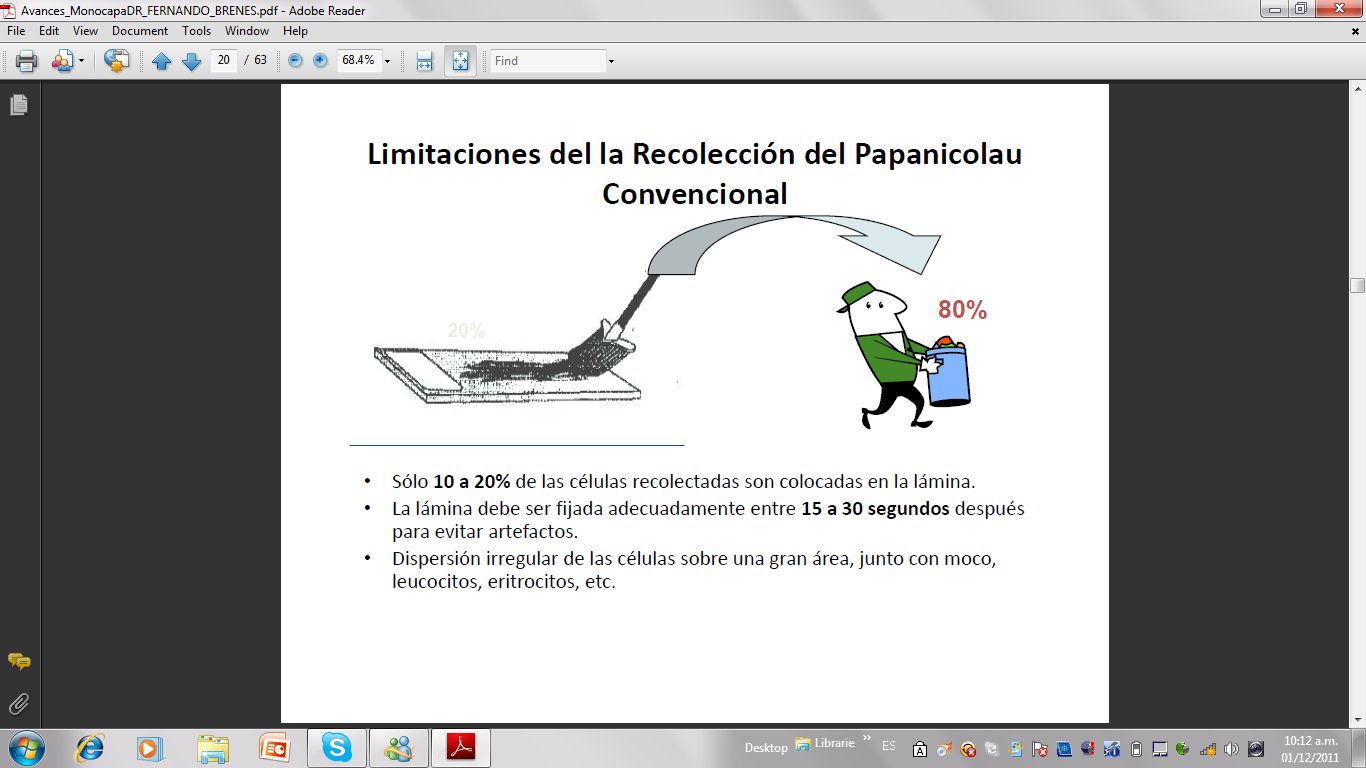 Avances_MonocapaDR_FERNANDO_BRENES.pdf - Adobe Reader
File Edit View Document Tools Window Help
20 / 63 68.4% Find
Limitaciones del la Recolección del Papanicolau
Convencional
80%
20%
• Sólo 10 a 20% de las células recolectadas son colocadas en la lámina.
• La lámina debe ser fijada adecuadamente entre 15 a 30 segundos después
para evitar artefactos.
• Dispersión irregular de las células sobre una gran área, junto con moco,
leucocitos, eritrocitos, etc.
Desktop Librarie » ES 10:12 a.m.
01/12/2011